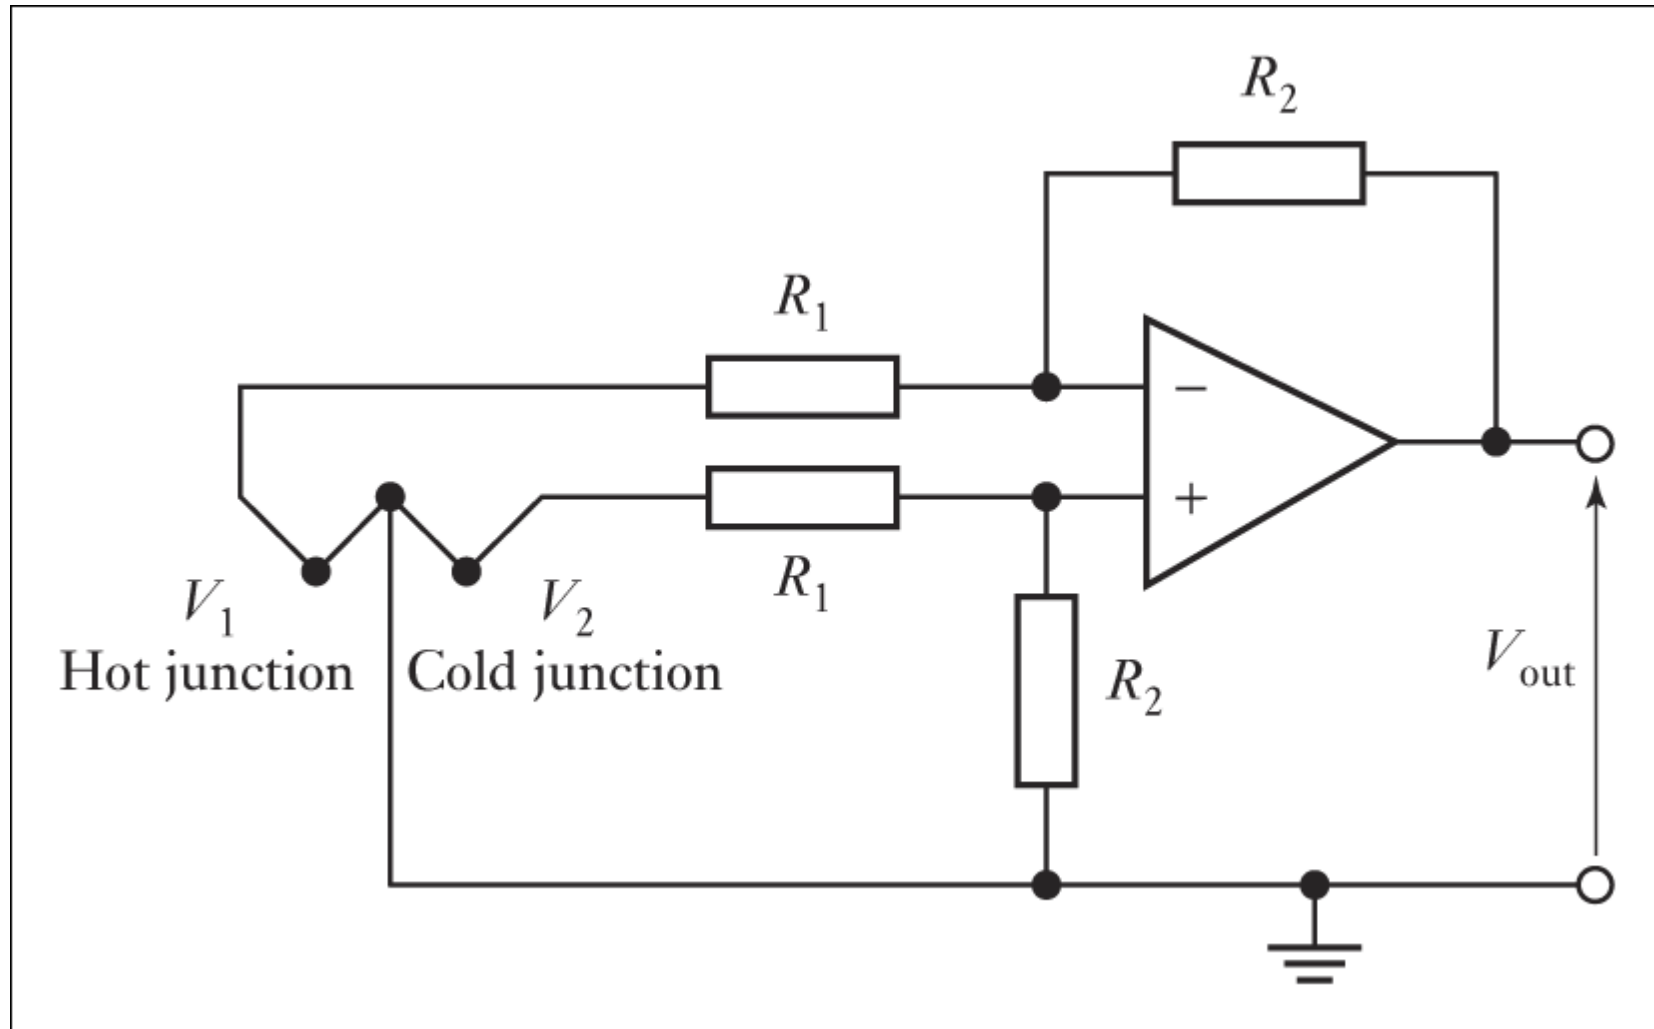 R2
R1
−
+
R1
V1
V2
Hot junction
Cold junction
R2
Vout